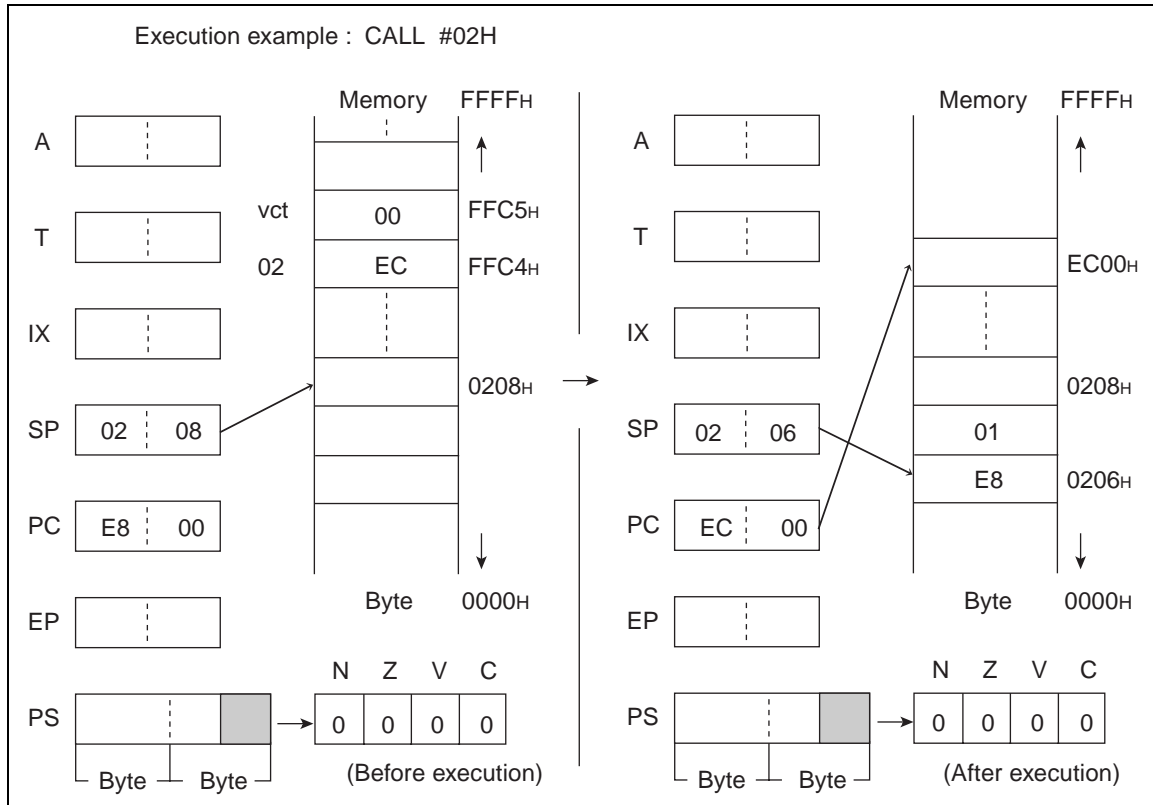 Execution example : CALL #02H
Memory FFFFH
A
vct 00 FFC5H
T
02 EC FFC4H
IX
0208H
SP 02 08
PC E8 00
Byte 0000H
EP
N Z V C
PS 0 0 0 0
Byte Byte (Before execution)
Memory FFFFH
A
T
EC00H
IX
0208H
SP 02 06 01
E8 0206H
PC EC 00
Byte 0000H
EP
N Z V C
PS 0 0 0 0
Byte Byte (After execution)